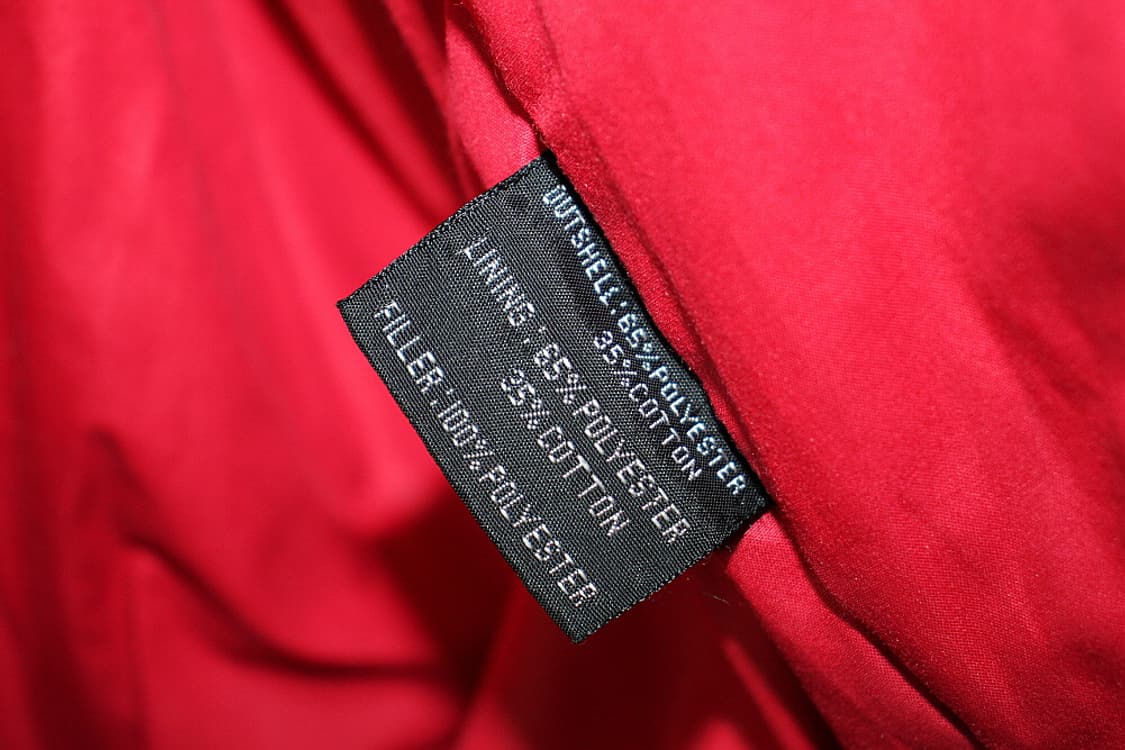 OUTSHELL:65%POLYESTER
35%COTTON
LINING:65%POLYESTER
35%COTTON
FILLER:100%POLYESTER